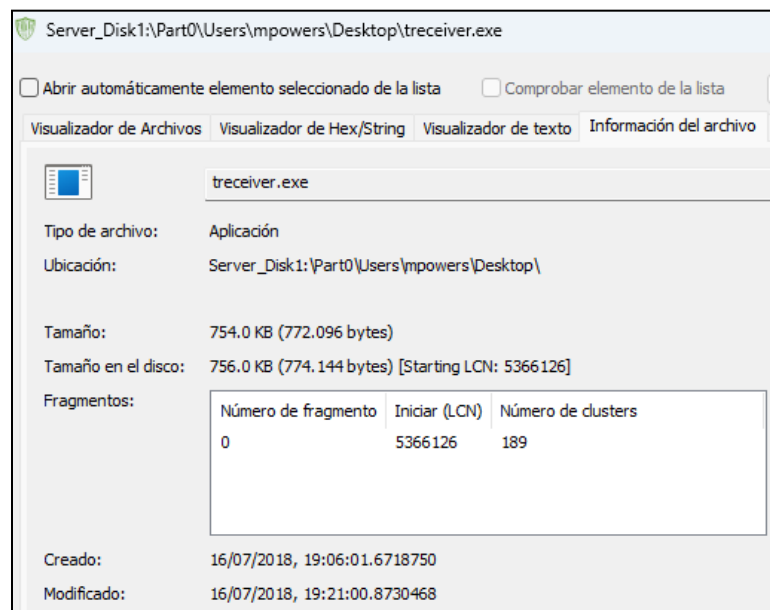 Server_Disk1:\Part0\Users\mpowers\Desktop\treceiver.exe
Abrir automáticamente elemento seleccionado de la lista Comprobar elemento de la lista
Visualizador de Archivos Visualizador de Hex/String Visualizador de texto Información del archivo
treceiver.exe
Tipo de archivo: Aplicación
Ubicación: Server_Disk1:\Part0\Users\mpowers\Desktop\
Tamaño: 754.0 KB (772.096 bytes)
Tamaño en el disco: 756.0 KB (774.144 bytes) [Starting LCN: 5366126]
Fragmentos: Número de fragmento Iniciar (LCN) Número de clusters
0 5366126 189
Creado: 16/07/2018, 19:06:01.6718750
Modificado: 16/07/2018, 19:21:00.8730468